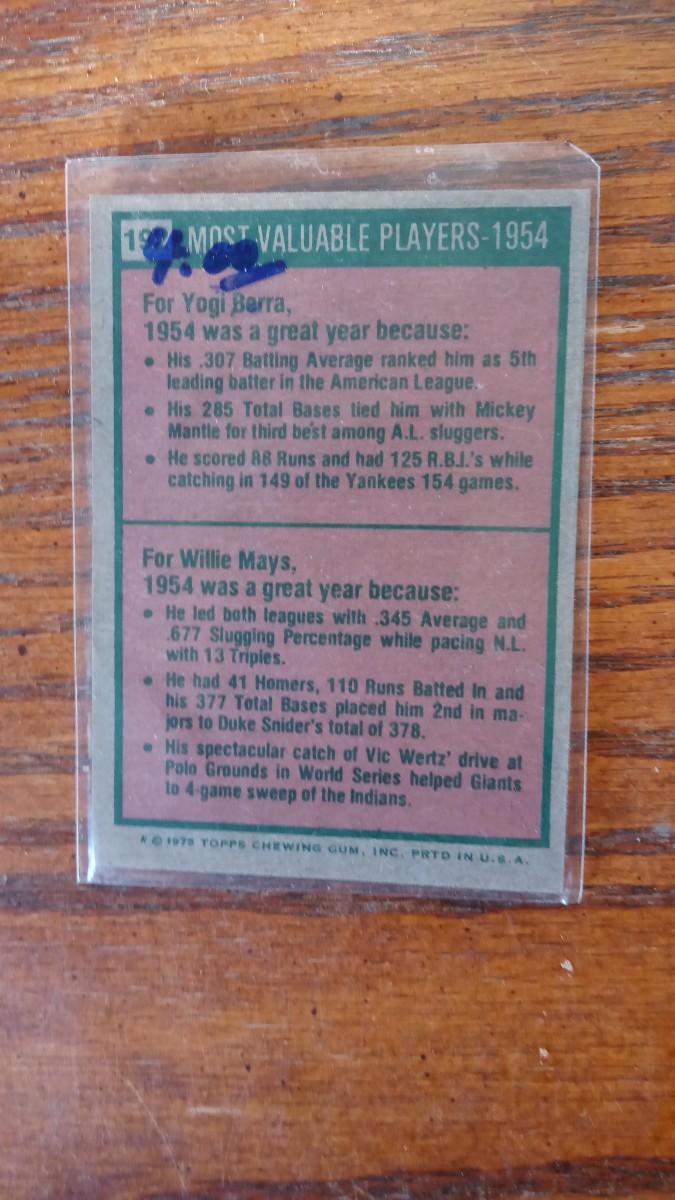 MOST VALUABLE PLAYERS-1954
4.00
For Yogi Berra,
1954 was a great year because:
• His .307 Batting Average ranked him as 5th
leading batter in the American League.
• His 285 Total Bases tied him with Mickey
Mantle for third best among A.L. sluggers.
• He scored 88 Runs and had 125 R.B.I.'s while
catching in 149 of the Yankees 154 games.
For Willie Mays,
1954 was a great year because:
• He led both leagues with .345 Average and
.677 Slugging Percentage while pacing N.L.
with 13 Triples.
• He had 41 Homers, 110 Runs Batted In and
his 377 Total Bases placed him 2nd in ma-
jors to Duke Snider's total of 378.
• His spectacular catch of Vic Wertz' drive at
Polo Grounds in World Series helped Giants
to 4-game sweep of the Indians.
* © 1975 TOPPS CHEWING GUM, INC. PRTD IN U.S.A.